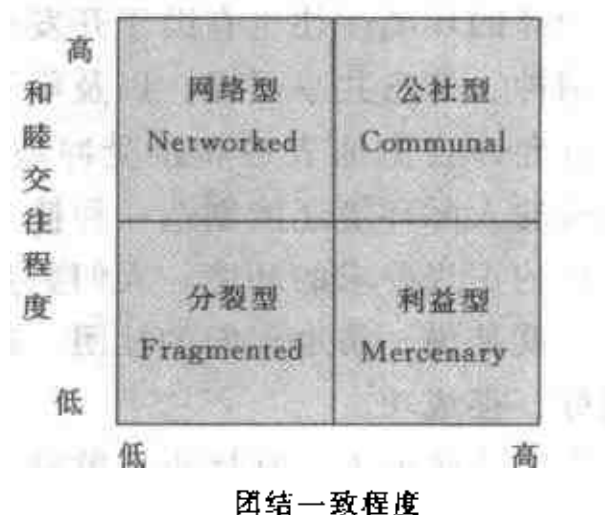 高
和睦交往程度
网络型
Networked
公社型
Communal
分裂型
Fragmented
利益型
Mercenary
低
低
高
团结一致程度